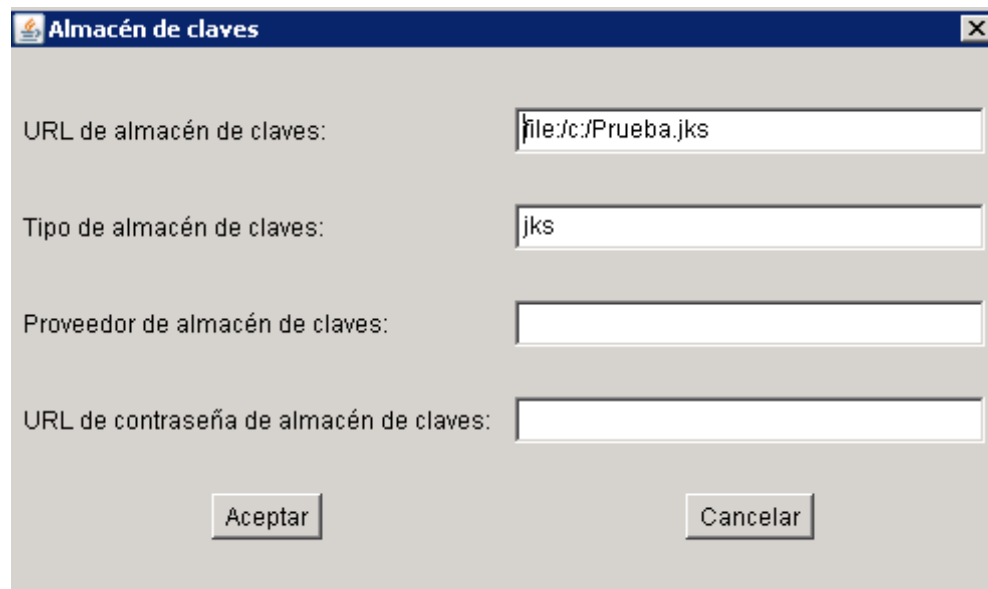 Almacén de claves
URL de almacén de claves: file:/c:/Prueba.jks
Tipo de almacén de claves: jks
Proveedor de almacén de claves:
URL de contraseña de almacén de claves:
Aceptar Cancelar